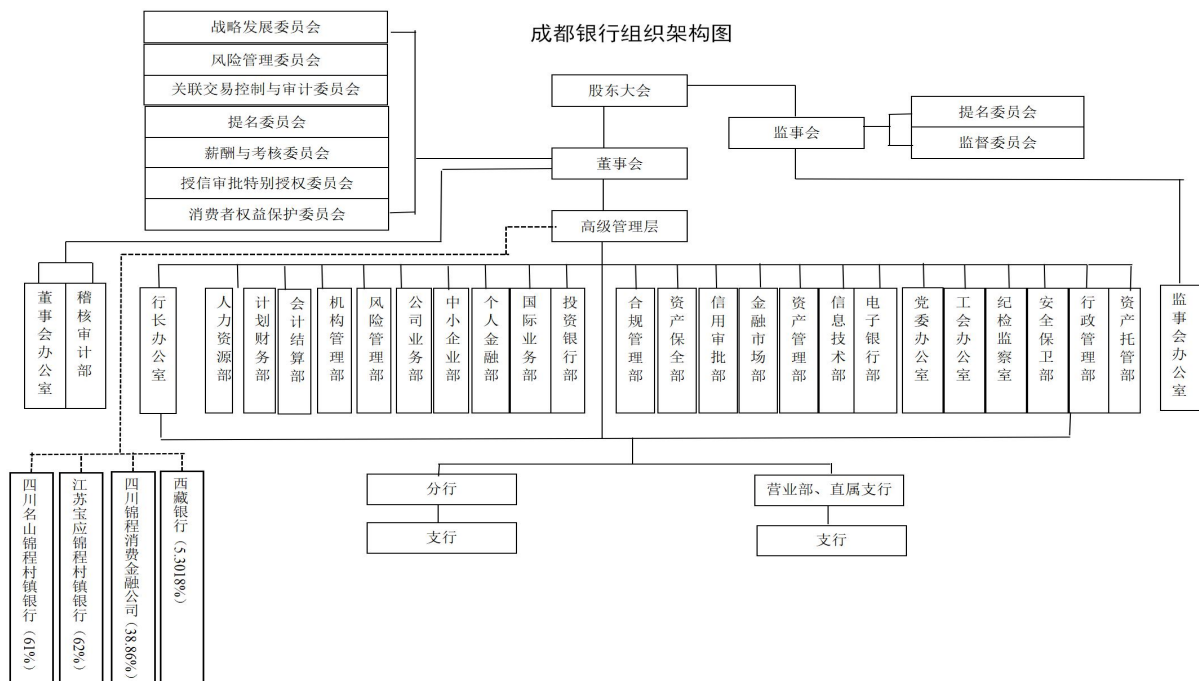 成都银行组织架构图
战略发展委员会
风险管理委员会
关联交易控制与审计委员会
提名委员会
薪酬与考核委员会
授信审批特别授权委员会
消费者权益保护委员会
股东大会
监事会
提名委员会
监督委员会
董事会
高级管理层
董事会办公室
稽核审计部
行长办公室
人力资源部
计划财务部
会计结算部
机构管理部
风险管理部
公司业务部
中小企业部
个人金融部
国际业务部
投资银行部
合规管理部
资产保全部
信用审批部
金融市场部
资产管理部
信息技术部
电子银行部
党委办公室
工会办公室
纪检监察室
安全保卫部
行政管理部
资产托管部
监事会办公室
四川名山锦程村镇银行（61%）
江苏宝应锦程村镇银行（62%）
四川锦程消费金融公司（38.86%）
西藏银行（5.3018%）
分行
支行
营业部、直属支行
支行